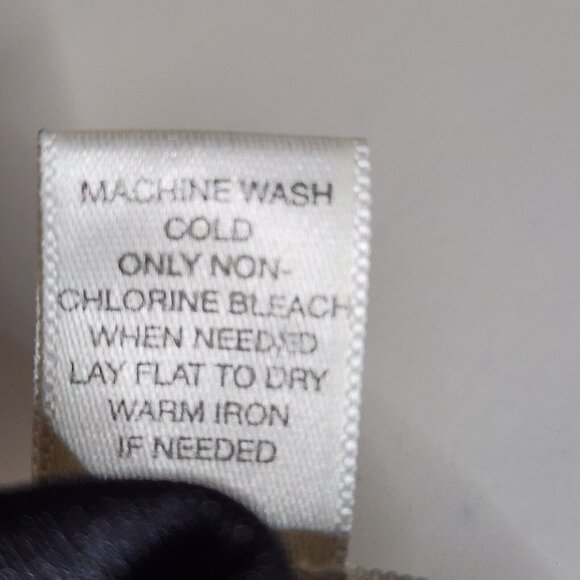 MACHINE WASH
COLD
ONLY NON-
CHLORINE BLEACH
WHEN NEEDED
LAY FLAT TO DRY
WARM IRON
IF NEEDED